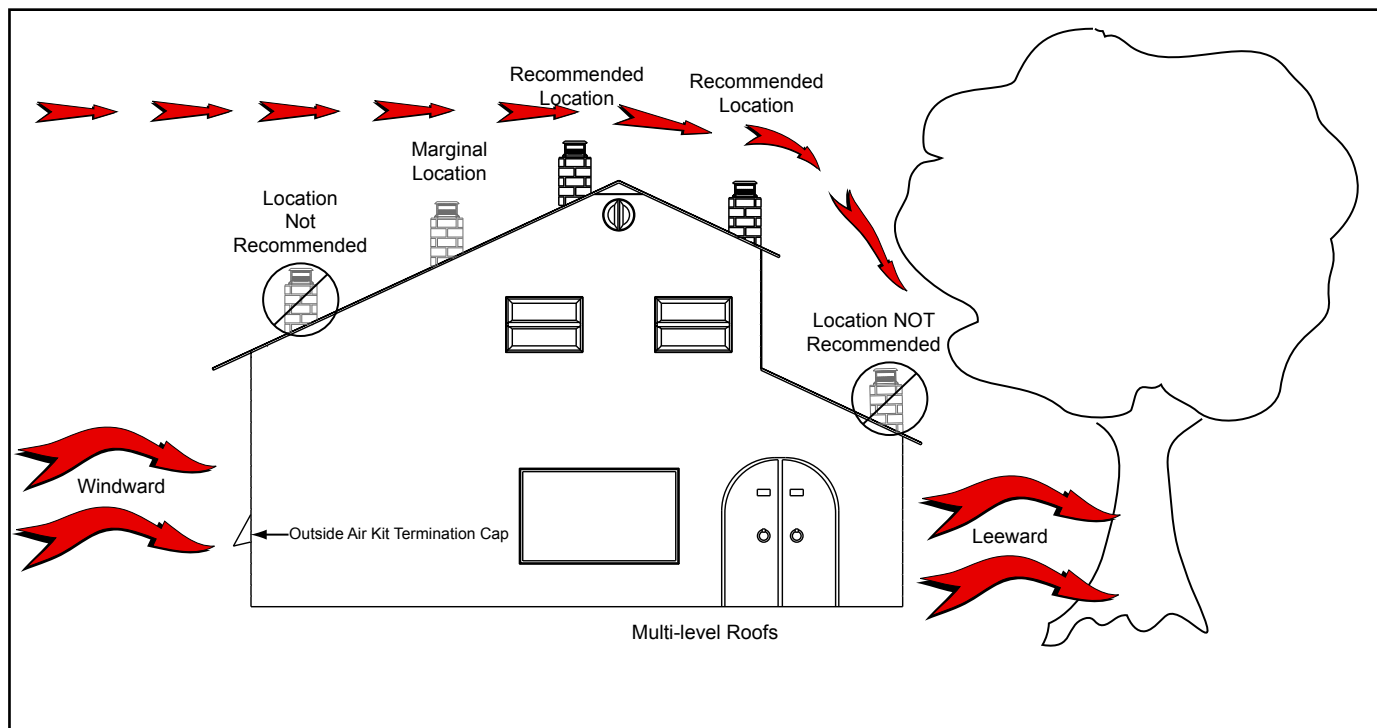 Recommended
Location
Recommended
Location
Marginal
Location
Location
Not
Recommended
Location NOT
Recommended
Windward
Outside Air Kit Termination Cap
Leeward
Multi-level Roofs